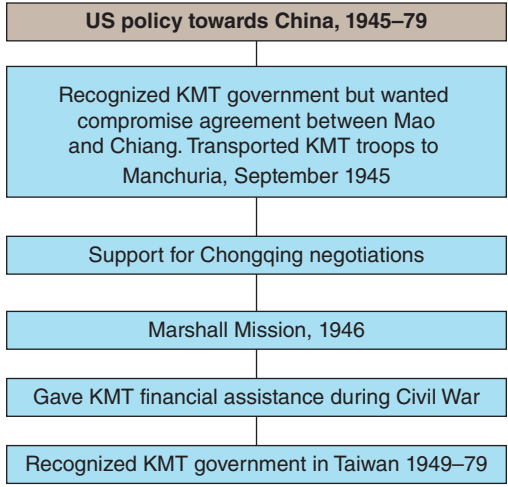 US policy towards China, 1945–79
Recognized KMT government but wanted
compromise agreement between Mao
and Chiang. Transported KMT troops to
Manchuria, September 1945
Support for Chongqing negotiations
Marshall Mission, 1946
Gave KMT financial assistance during Civil War
Recognized KMT government in Taiwan 1949–79